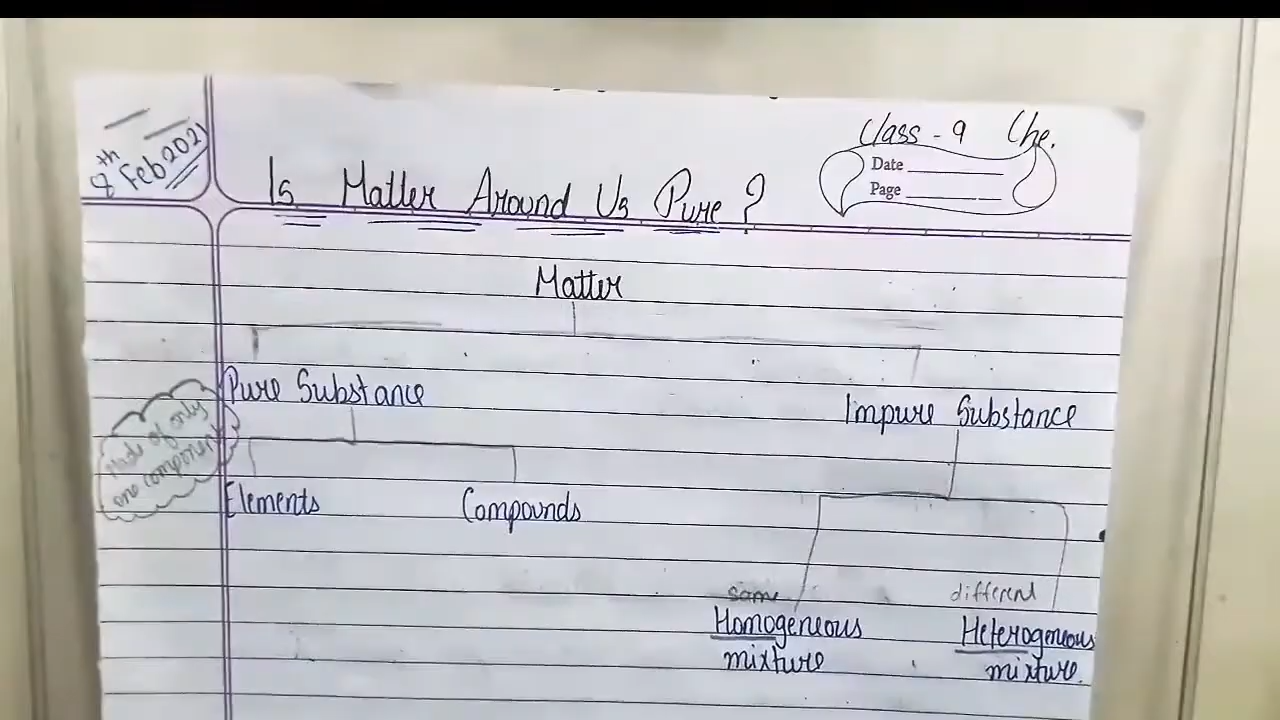 8th Feb 2021
Class - 9 Che.
Date
Page
Is Matter Around Us Pure ?
Matter
Pure Substance
Impure Substance
Made of only
one component
Elements
Compounds
same
different
Homogeneous
mixture
Heterogeneous
mixture.